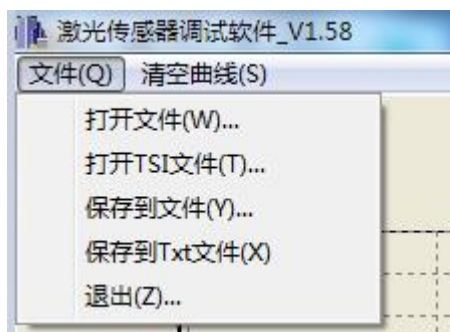 激光传感器调试软件_V1.58
文件(Q) 清空曲线(S)
打开文件(W)...
打开TSI文件(T)...
保存到文件(Y)...
保存到Txt文件(X)
退出(Z)...